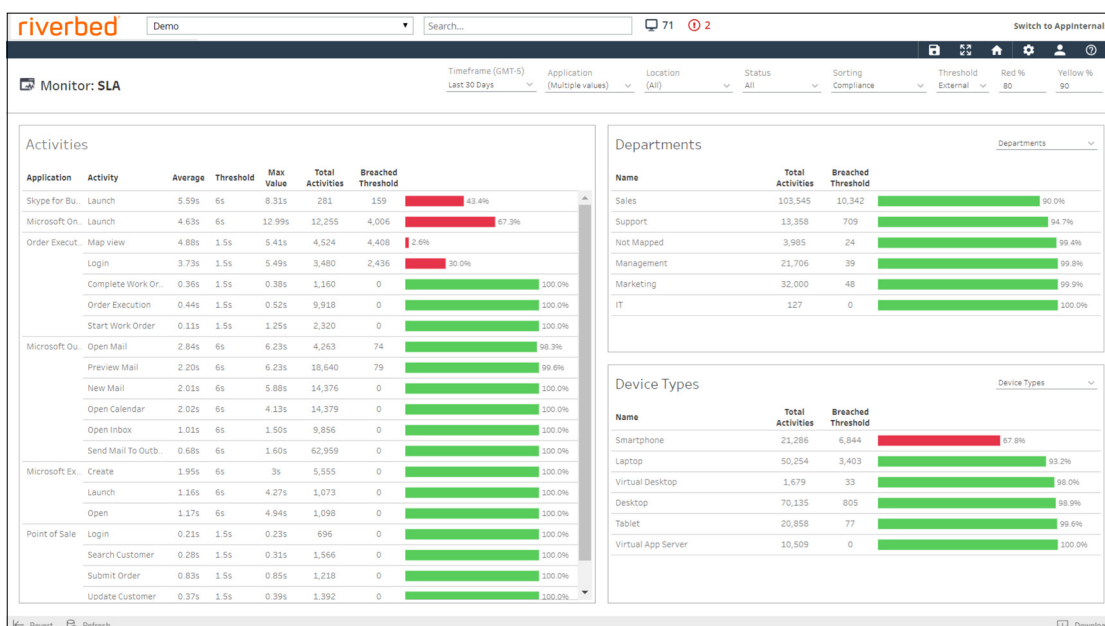 riverbed
Demo
Search...
71
2
Switch to AppInternal
Monitor: SLA
Timeframe (GMT-5) Application Location Status Sorting Threshold Red % Yellow %
Last 30 Days (Multiple values) (All) All Compliance External 80 90
Activities
Application Activity Average Threshold Max Value Total Activities Breached Threshold
Skype for Bu.. Launch 5.59s 6s 8.31s 281 159 43.4%
Microsoft On.. Launch 4.63s 6s 12.99s 12,255 4,006 67.3%
Order Execut.. Map view 4.88s 1.5s 5.41s 4,524 4,408 2.6%
Login 3.73s 1.5s 5.49s 3,480 2,436 30.0%
Complete Work Or.. 0.36s 1.5s 0.38s 1,160 0 100.0%
Order Execution 0.44s 1.5s 0.52s 9,918 0 100.0%
Start Work Order 0.11s 1.5s 1.25s 2,320 0 100.0%
Microsoft Ou.. Open Mail 2.84s 6s 6.23s 4,263 74 98.3%
Preview Mail 2.20s 6s 6.23s 18,640 79 99.6%
New Mail 2.01s 6s 5.88s 14,376 0 100.0%
Open Calendar 2.02s 6s 4.13s 14,379 0 100.0%
Open Inbox 1.01s 6s 1.50s 9,856 0 100.0%
Send Mail To Outb.. 0.68s 6s 1.60s 62,959 0 100.0%
Microsoft Ex.. Create 1.95s 6s 3s 5,555 0 100.0%
Launch 1.16s 6s 4.27s 1,073 0 100.0%
Open 1.17s 6s 4.94s 1,098 0 100.0%
Point of Sale Login 0.21s 1.5s 0.23s 696 0 100.0%
Search Customer 0.28s 1.5s 0.31s 1,566 0 100.0%
Submit Order 0.83s 1.5s 0.85s 1,218 0 100.0%
Update Customer 0.37s 1.5s 0.39s 1,392 0 100.0%
Departments
Departments
Name Total Activities Breached Threshold
Sales 103,545 10,342 90.0%
Support 13,358 709 94.7%
Not Mapped 3,985 24 99.4%
Management 21,706 39 99.8%
Marketing 32,000 48 99.9%
IT 127 0 100.0%
Device Types
Device Types
Name Total Activities Breached Threshold
Smartphone 21,286 6,844 67.8%
Laptop 50,254 3,403 93.2%
Virtual Desktop 1,679 33 98.0%
Desktop 70,135 805 98.9%
Tablet 20,858 77 99.6%
Virtual App Server 10,509 0 100.0%
Revert Refresh Downloa